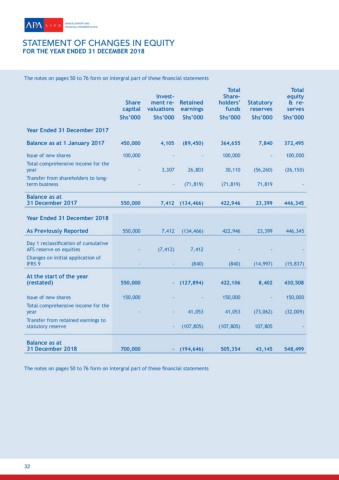 APA LIFE
STATEMENT OF CHANGES IN EQUITY
FOR THE YEAR ENDED 31 DECEMBER 2018
The notes on pages 50 to 76 form on intergral part of these financial statements
Share capital Shs'000 Invest-ment re-valuations Shs'000 Retained earnings Shs'000 Total Share-holders' funds Shs'000 Statutory reserves Shs'000 Total equity & re-serves Shs'000
Year Ended 31 December 2017
Balance as at 1 January 2017 450,000 4,105 (89,450) 364,655 7,840 372,495
Issue of new shares 100,000 - - 100,000 - 100,000
Total comprehensive income for the
year - 3,307 26,803 30,110 (56,260) (26,150)
Transfer from shareholders to long-
term business - - (71,819) (71,819) 71,819 -
Balance as at
31 December 2017 550,000 7,412 (134,466) 422,946 23,399 446,345
Year Ended 31 December 2018
As Previously Reported 550,000 7,412 (134,466) 422,946 23,399 446,345
Day 1 reclassification of cumulative
AFS reserve on equities - (7,412) 7,412 - - -
Changes on initial application of
IFRS 9 - - (840) (840) (14,997) (15,837)
At the start of the year
(restated) 550,000 - (127,894) 422,106 8,402 430,508
Issue of new shares 150,000 - - 150,000 - 150,000
Total comprehensive income for the
year - - 41,053 41,053 (73,062) (32,009)
Transfer from retained earnings to
statutory reserve - (107,805) (107,805) 107,805 -
Balance as at
31 December 2018 700,000 - (194,646) 505,354 43,145 548,499
The notes on pages 50 to 76 form on intergral part of these financial statements
32